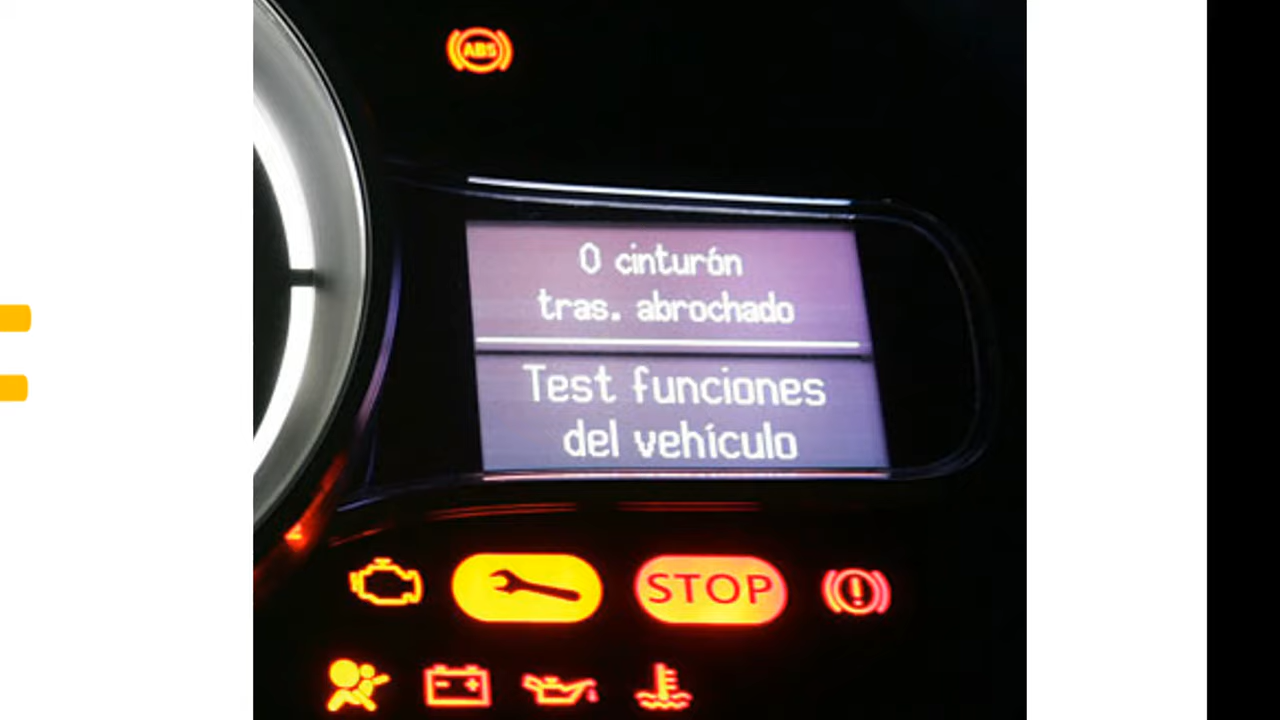 ABS
0 cinturón
tras. abrochado
Test funciones
del vehículo
STOP